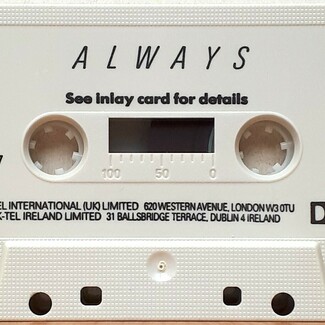 ALWAYS
See inlay card for details
100 50 0
EL INTERNATIONAL (UK) LIMITED 620 WESTERN AVENUE, LONDON W3 0TU
K-TEL IRELAND LIMITED 31 BALLSBRIDGE TERRACE, DUBLIN 4 IRELAND
D